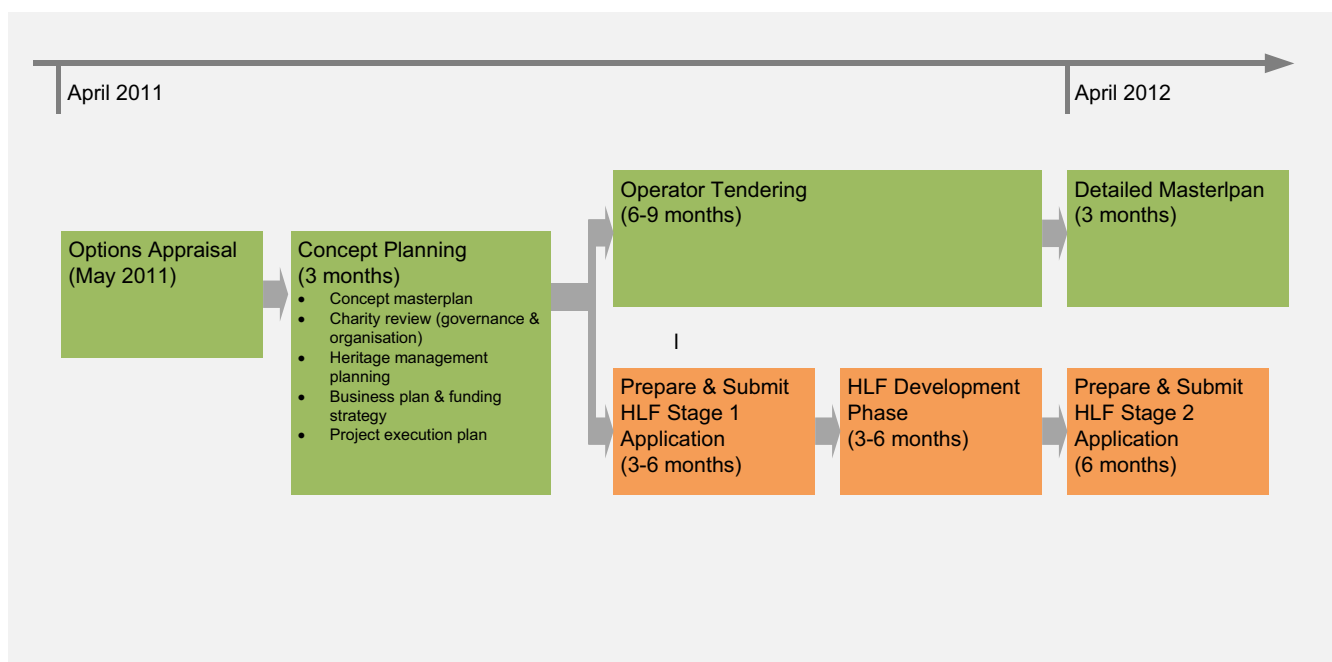 April 2011
April 2012
Options Appraisal
(May 2011)
Concept Planning
(3 months)
• Concept masterplan
• Charity review (governance &
organisation)
• Heritage management
planning
• Business plan & funding
strategy
• Project execution plan
Operator Tendering
(6-9 months)
Detailed Masterlpan
(3 months)
I
Prepare & Submit
HLF Stage 1
Application
(3-6 months)
HLF Development
Phase
(3-6 months)
Prepare & Submit
HLF Stage 2
Application
(6 months)